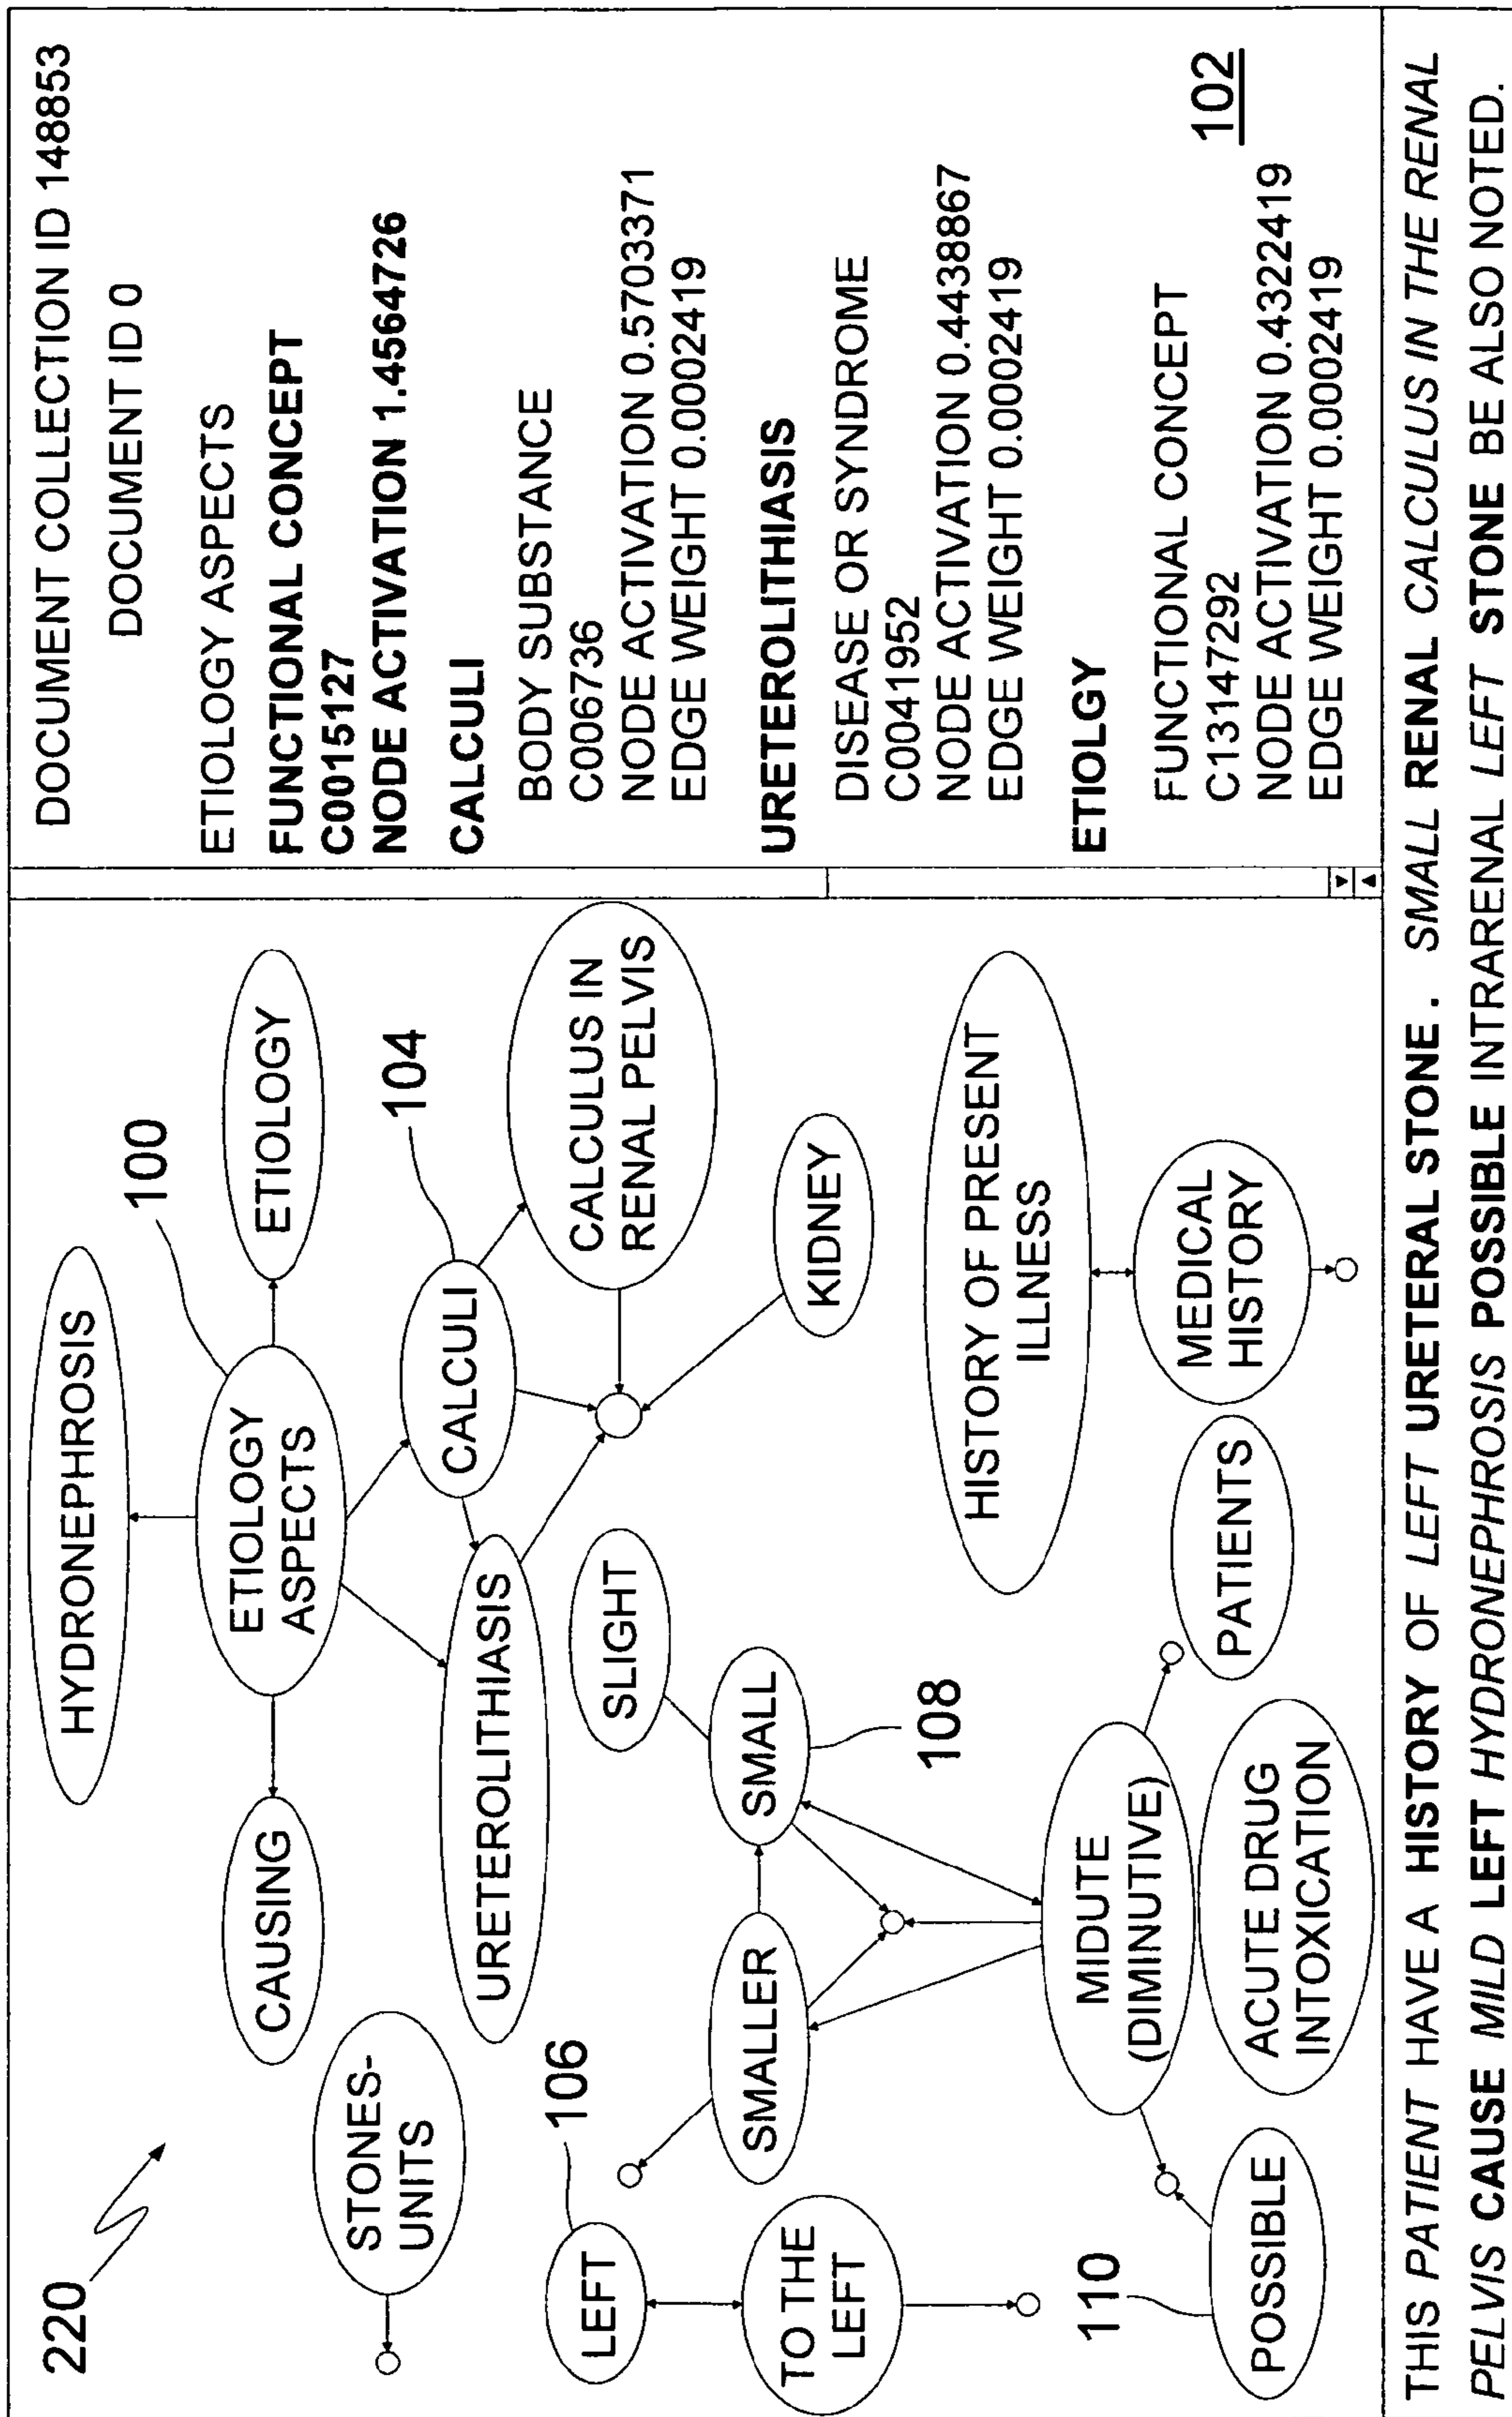 220
HYDRONEPHROSIS
100
CAUSING
ETIOLOGY
ASPECTS
ETIOLOGY
STONES-
UNITS
104
CALCULI
URETEROLITHIASIS
CALCULUS IN
RENAL PELVIS
106
SLIGHT
LEFT
SMALLER
SMALL
KIDNEY
TO THE
LEFT
108
HISTORY OF PRESENT
ILLNESS
110
MIDUTE
(DIMINUTIVE)
POSSIBLE
PATIENTS
MEDICAL
HISTORY
ACUTE DRUG
INTOXICATION
DOCUMENT COLLECTION ID 148853
DOCUMENT ID 0
ETIOLOGY ASPECTS
FUNCTIONAL CONCEPT
C0015127
NODE ACTIVATION 1.4564726
CALCULI
BODY SUBSTANCE
C006736
NODE ACTIVATION 0.5703371
EDGE WEIGHT 0.0002419
URETEROLITHIASIS
DISEASE OR SYNDROME
C0041952
NODE ACTIVATION 0.4438867
EDGE WEIGHT 0.0002419
ETIOLGY
FUNCTIONAL CONCEPT
C13147292
NODE ACTIVATION 0.4322419
EDGE WEIGHT 0.0002419
102
THIS PATIENT HAVE A HISTORY OF LEFT URETERAL STONE . SMALL RENAL CALCULUS IN THE RENAL
PELVIS CAUSE MILD LEFT HYDRONEPHROSIS POSSIBLE INTRARENAL LEFT STONE BE ALSO NOTED.